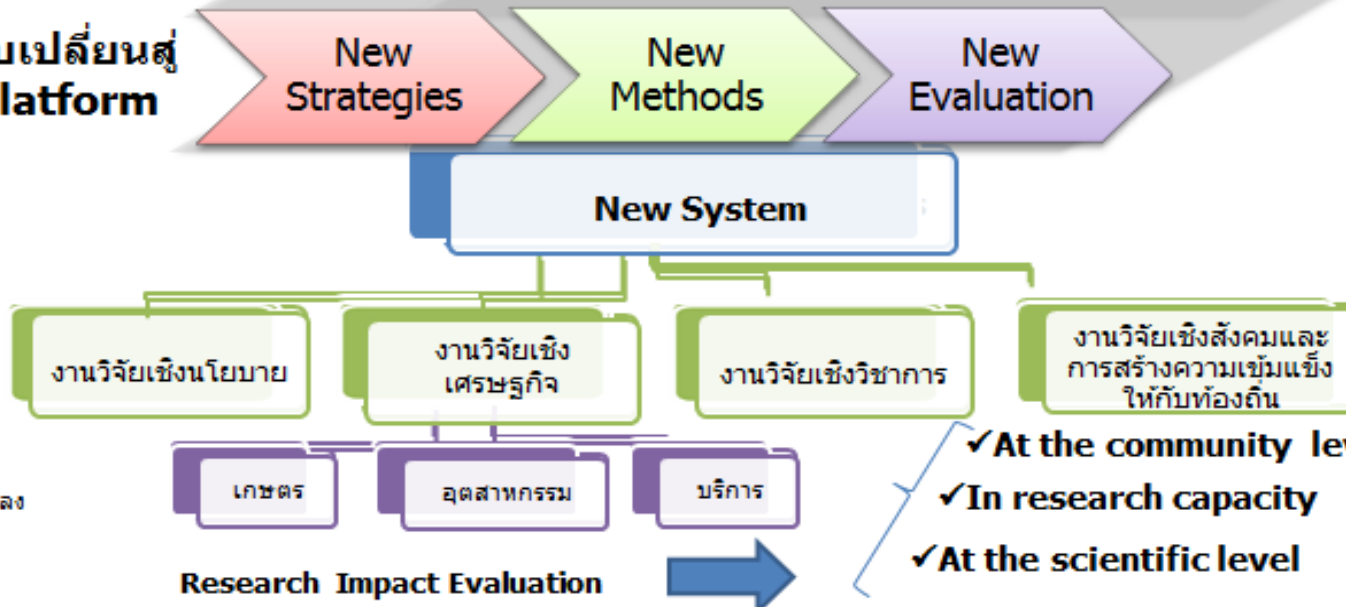 บเปลี่ยนสู่
latform
New
Strategies
New
Methods
New
Evaluation
New System
งานวิจัยเชิงนโยบาย
งานวิจัยเชิง
เศรษฐกิจ
งานวิจัยเชิงวิชาการ
งานวิจัยเชิงสังคมและ
การสร้างความเข้มแข็ง
ให้กับท้องถิ่น
เกษตร
อุตสาหกรรม
บริการ
ลง
✓At the community lev
✓In research capacity
✓At the scientific level
Research Impact Evaluation